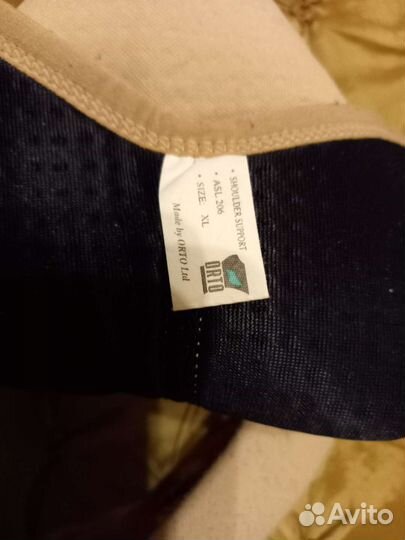 • SHOULDER SUPPORT
• ASL 206
• SIZE: XL
Made by ORTO Ltd
ORTO
Avito